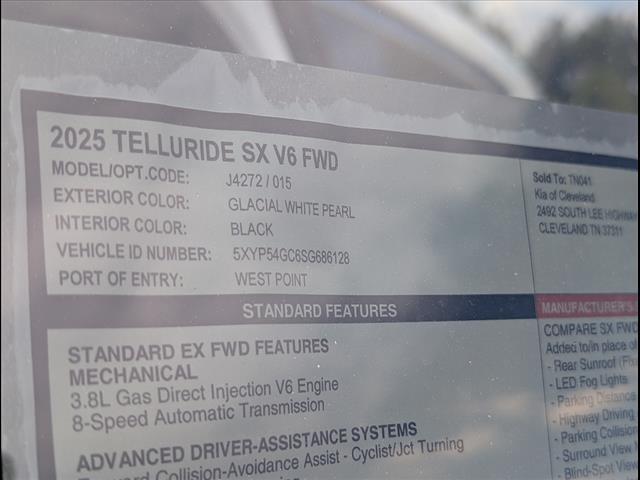 2025 TELLURIDE SX V6 FWD
MODEL/OPT.CODE: J4272 / 015
EXTERIOR COLOR: GLACIAL WHITE PEARL
INTERIOR COLOR: BLACK
VEHICLE ID NUMBER: 5XYP54GC6SG686128
PORT OF ENTRY: WEST POINT
Sold To: TN041
Kia of Cleveland
2492 SOUTH LEE HIGHWAY
CLEVELAND TN 37311
STANDARD FEATURES
STANDARD EX FWD FEATURES
MECHANICAL
3.8L Gas Direct Injection V6 Engine
8-Speed Automatic Transmission
ADVANCED DRIVER-ASSISTANCE SYSTEMS
Forward Collision-Avoidance Assist - Cyclist/Jct Turning
MANUFACTURER'S
COMPARE SX FWD
Added to/in place of
- Rear Sunroof
- LED Fog Lights
- Parking Distance
- Highway Driving
- Parking Collision
- Surround View
- Blind-Spot View